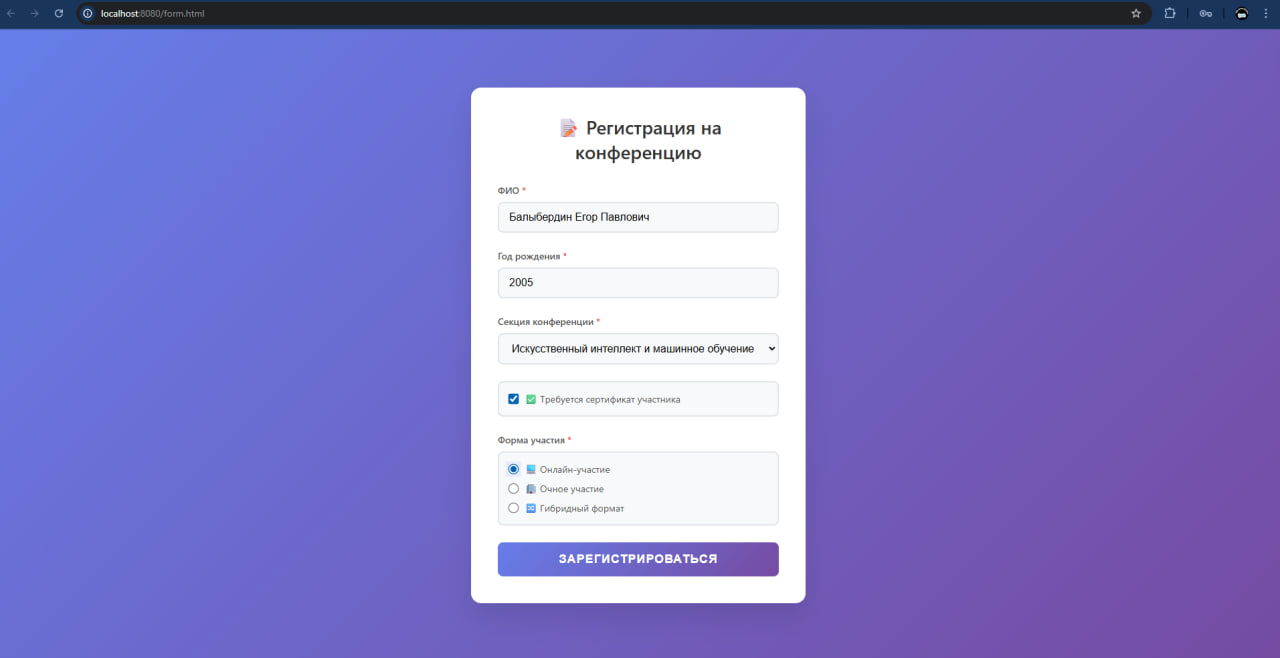 localhost:8080/form.html
Регистрация на
конференцию
ФИО *
Балыбердин Егор Павлович
Год рождения *
2005
Секция конференции *
Искусственный интеллект и машинное обучение
Требуется сертификат участника
Форма участия *
Онлайн-участие
Очное участие
Гибридный формат
ЗАРЕГИСТРИРОВАТЬСЯ